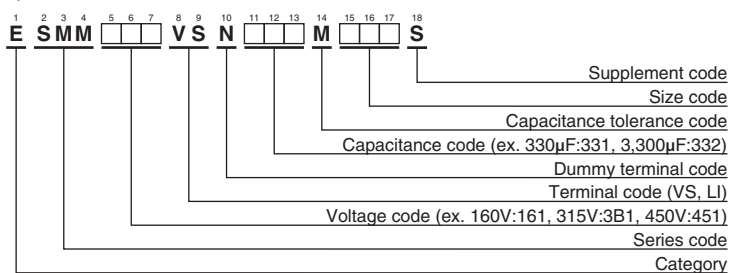 1 2 3 4 5 6 7 8 9 10 11 12 13 14 15 16 17 18
E SMM □□□ VS N □□□ M □□□ S
Supplement code
Size code
Capacitance tolerance code
Capacitance code (ex. 330µF:331, 3,300µF:332)
Dummy terminal code
Terminal code (VS, LI)
Voltage code (ex. 160V:161, 315V:3B1, 450V:451)
Series code
Category